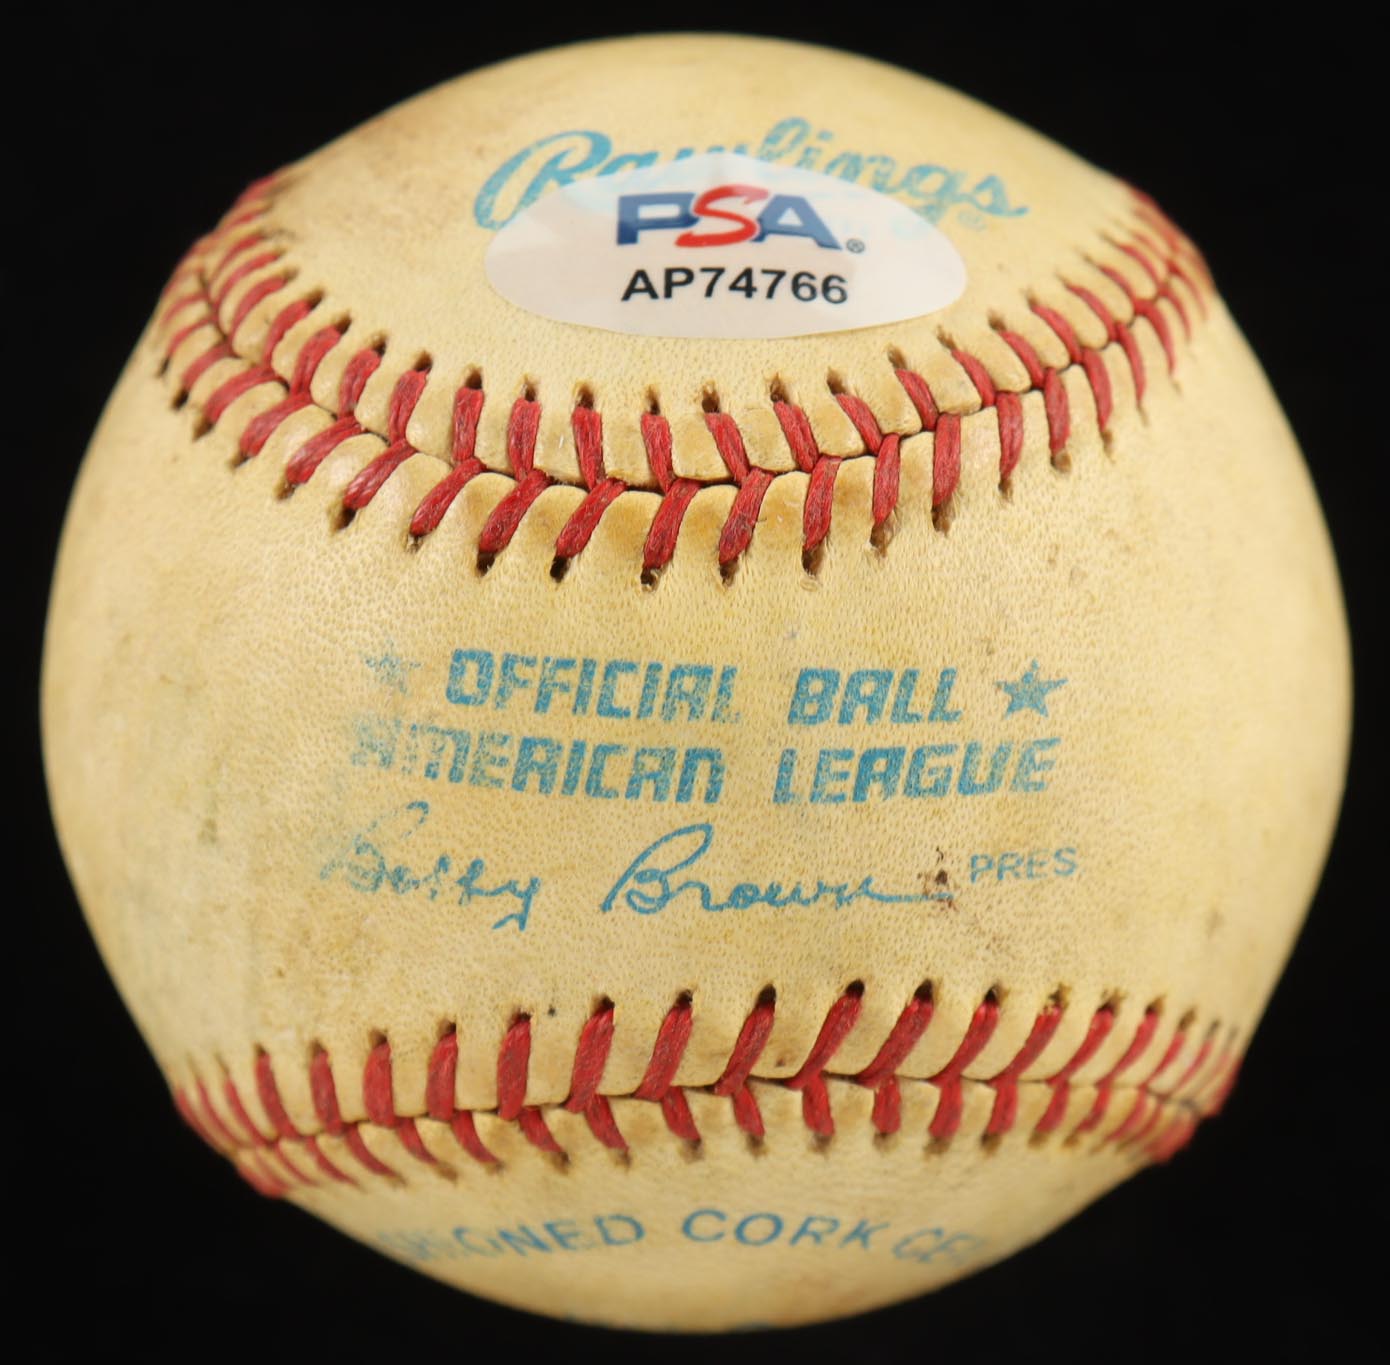 Rawlings®
PSA®
AP74766
OFFICIAL BALL
AMERICAN LEAGUE
Bobby Brown PRES
CORK